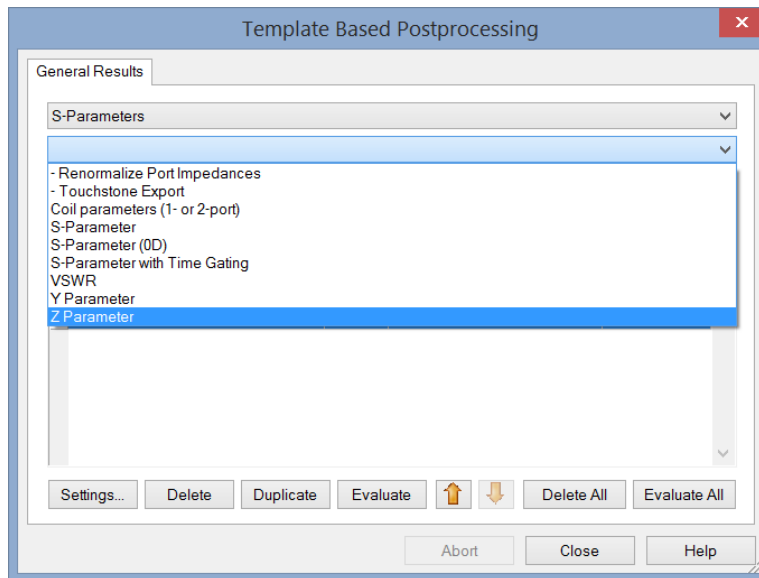 Template Based Postprocessing
x
General Results
S-Parameters
- Renormalize Port Impedances
- Touchstone Export
Coil parameters (1- or 2-port)
S-Parameter
S-Parameter (0D)
S-Parameter with Time Gating
VSWR
Y Parameter
Z Parameter
Settings... Delete Duplicate Evaluate Delete All Evaluate All
Abort Close Help